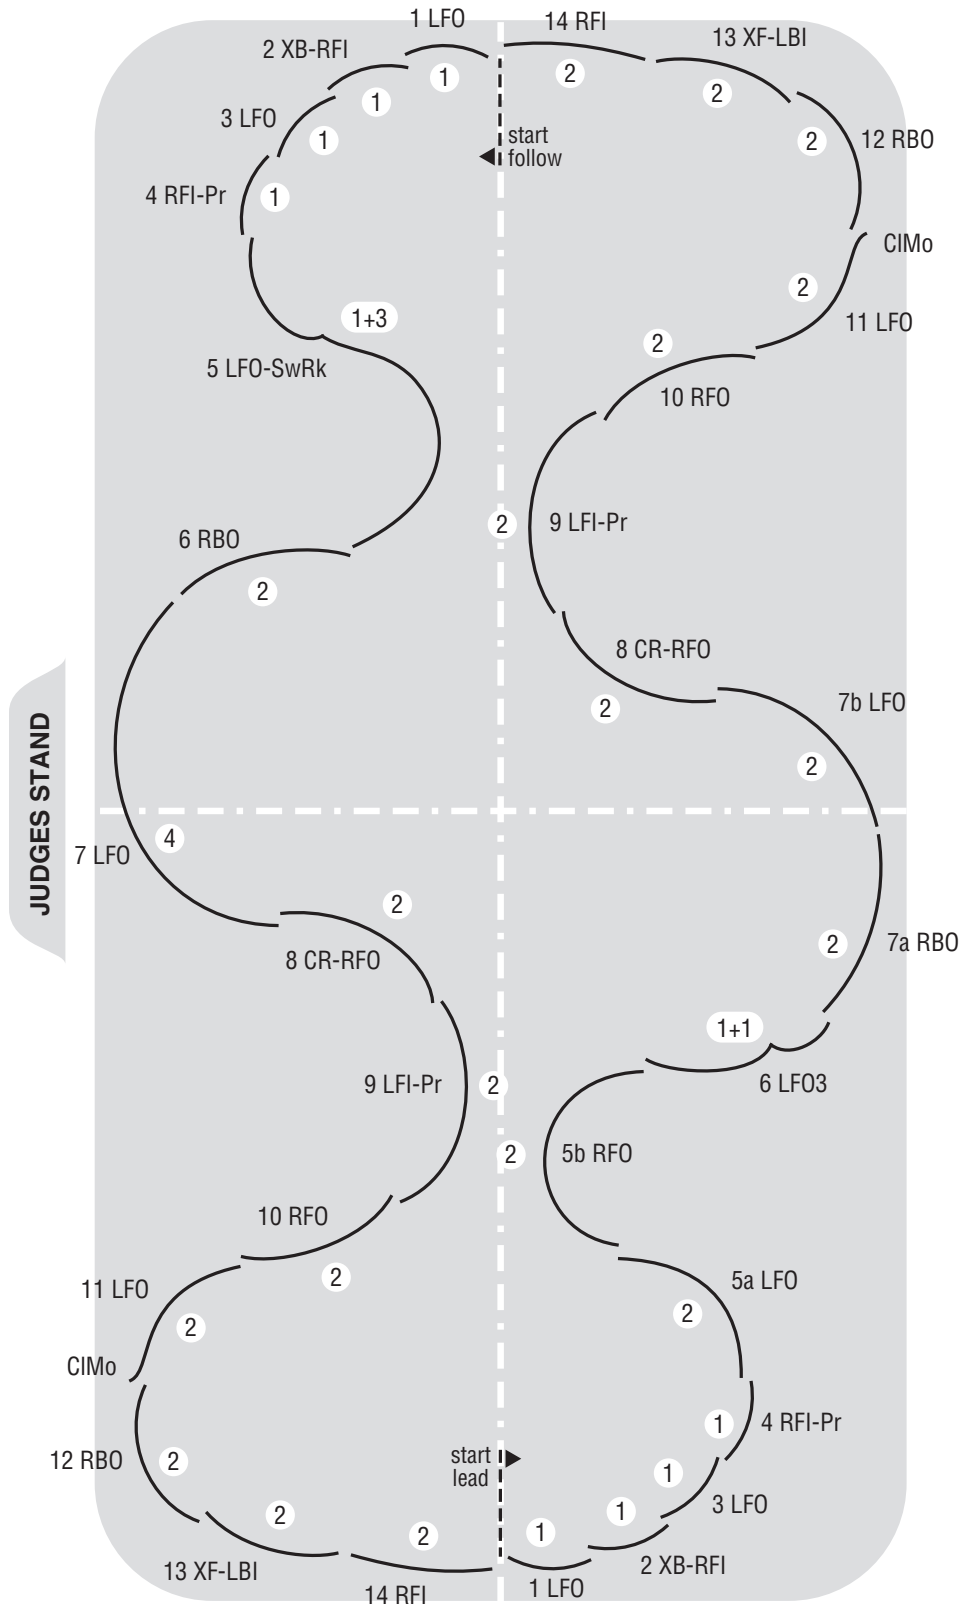 1 LFO
14 RFI
2 XB-RFI
13 XF-LBI
1
2
1
2
3 LFO
1
start
follow
2
12 RBO
4 RFI-Pr
1
ClMo
2
1+3
11 LFO
2
5 LFO-SwRk
10 RFO
2
9 LFI-Pr
6 RBO
2
8 CR-RFO
2
7b LFO
2
JUDGES STAND
4
7 LFO
2
8 CR-RFO
2
7a RBO
1+1
6 LFO3
9 LFI-Pr
2
2
5b RFO
10 RFO
2
11 LFO
2
5a LFO
2
ClMo
1
4 RFI-Pr
12 RBO
2
start
lead
1
3 LFO
2
2
1
1
13 XF-LBI
14 RFI
1 LFO
2 XB-RFI